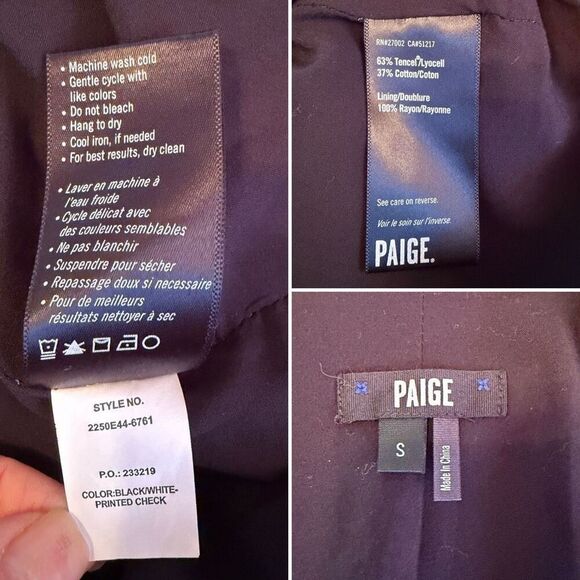 • Machine wash cold
• Gentle cycle with
like colors
• Do not bleach
• Hang to dry
• Cool iron, if needed
• For best results, dry clean
• Laver en machine à
l'eau froide
• Cycle délicat avec
des couleurs semblables
• Ne pas blanchir
• Suspendre pour sécher
• Repassage doux si necessaire
• Pour de meilleurs
résultats nettoyer à sec
STYLE NO.
2250E44-6761
P.O.: 233219
COLOR:BLACK/WHITE-
PRINTED CHECK
RN#27002 CA#51217
63% Tencel®/Lyocell
37% Cotton/Coton
Lining/Doublure
100% Rayon/Rayonne
See care on reverse.
Voir le soin sur l'inverse.
PAIGE.
PAIGE
S
Made In China